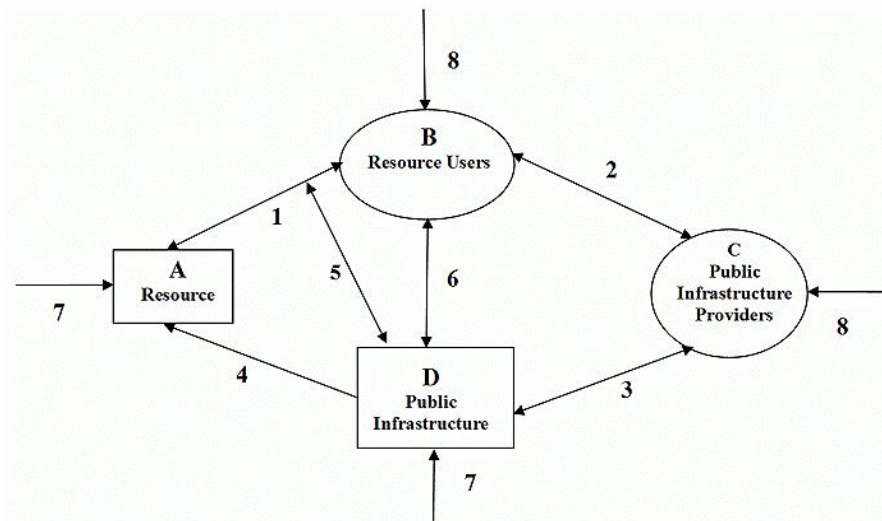 8
B
Resource Users
2
1
A
Resource
5
6
C
Public
Infrastructure
Providers
7
8
4
D
Public
Infrastructure
3
7